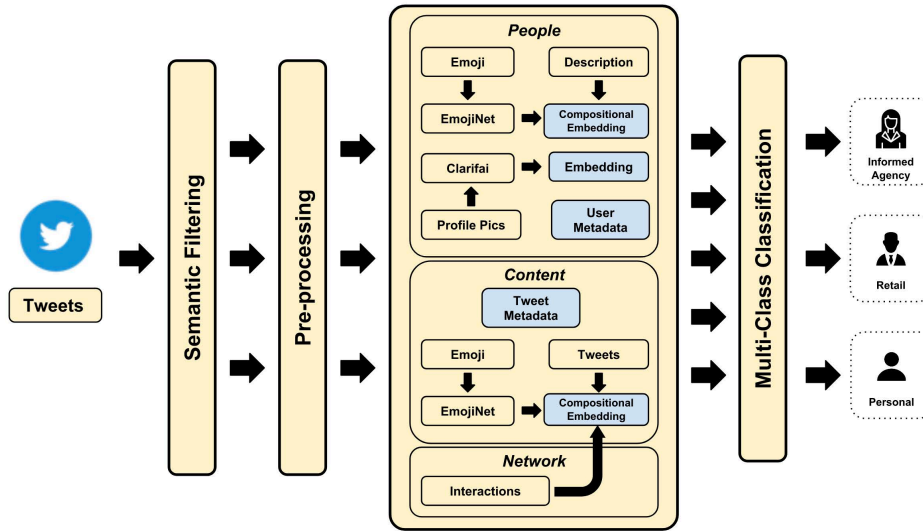 Tweets
Semantic Filtering
Pre-processing
People
Emoji
Description
EmojiNet
Compositional
Embedding
Clarifai
Embedding
Profile Pics
User
Metadata
Content
Tweet
Metadata
Emoji
Tweets
EmojiNet
Compositional
Embedding
Network
Interactions
Multi-Class Classification
Informed
Agency
Retail
Personal